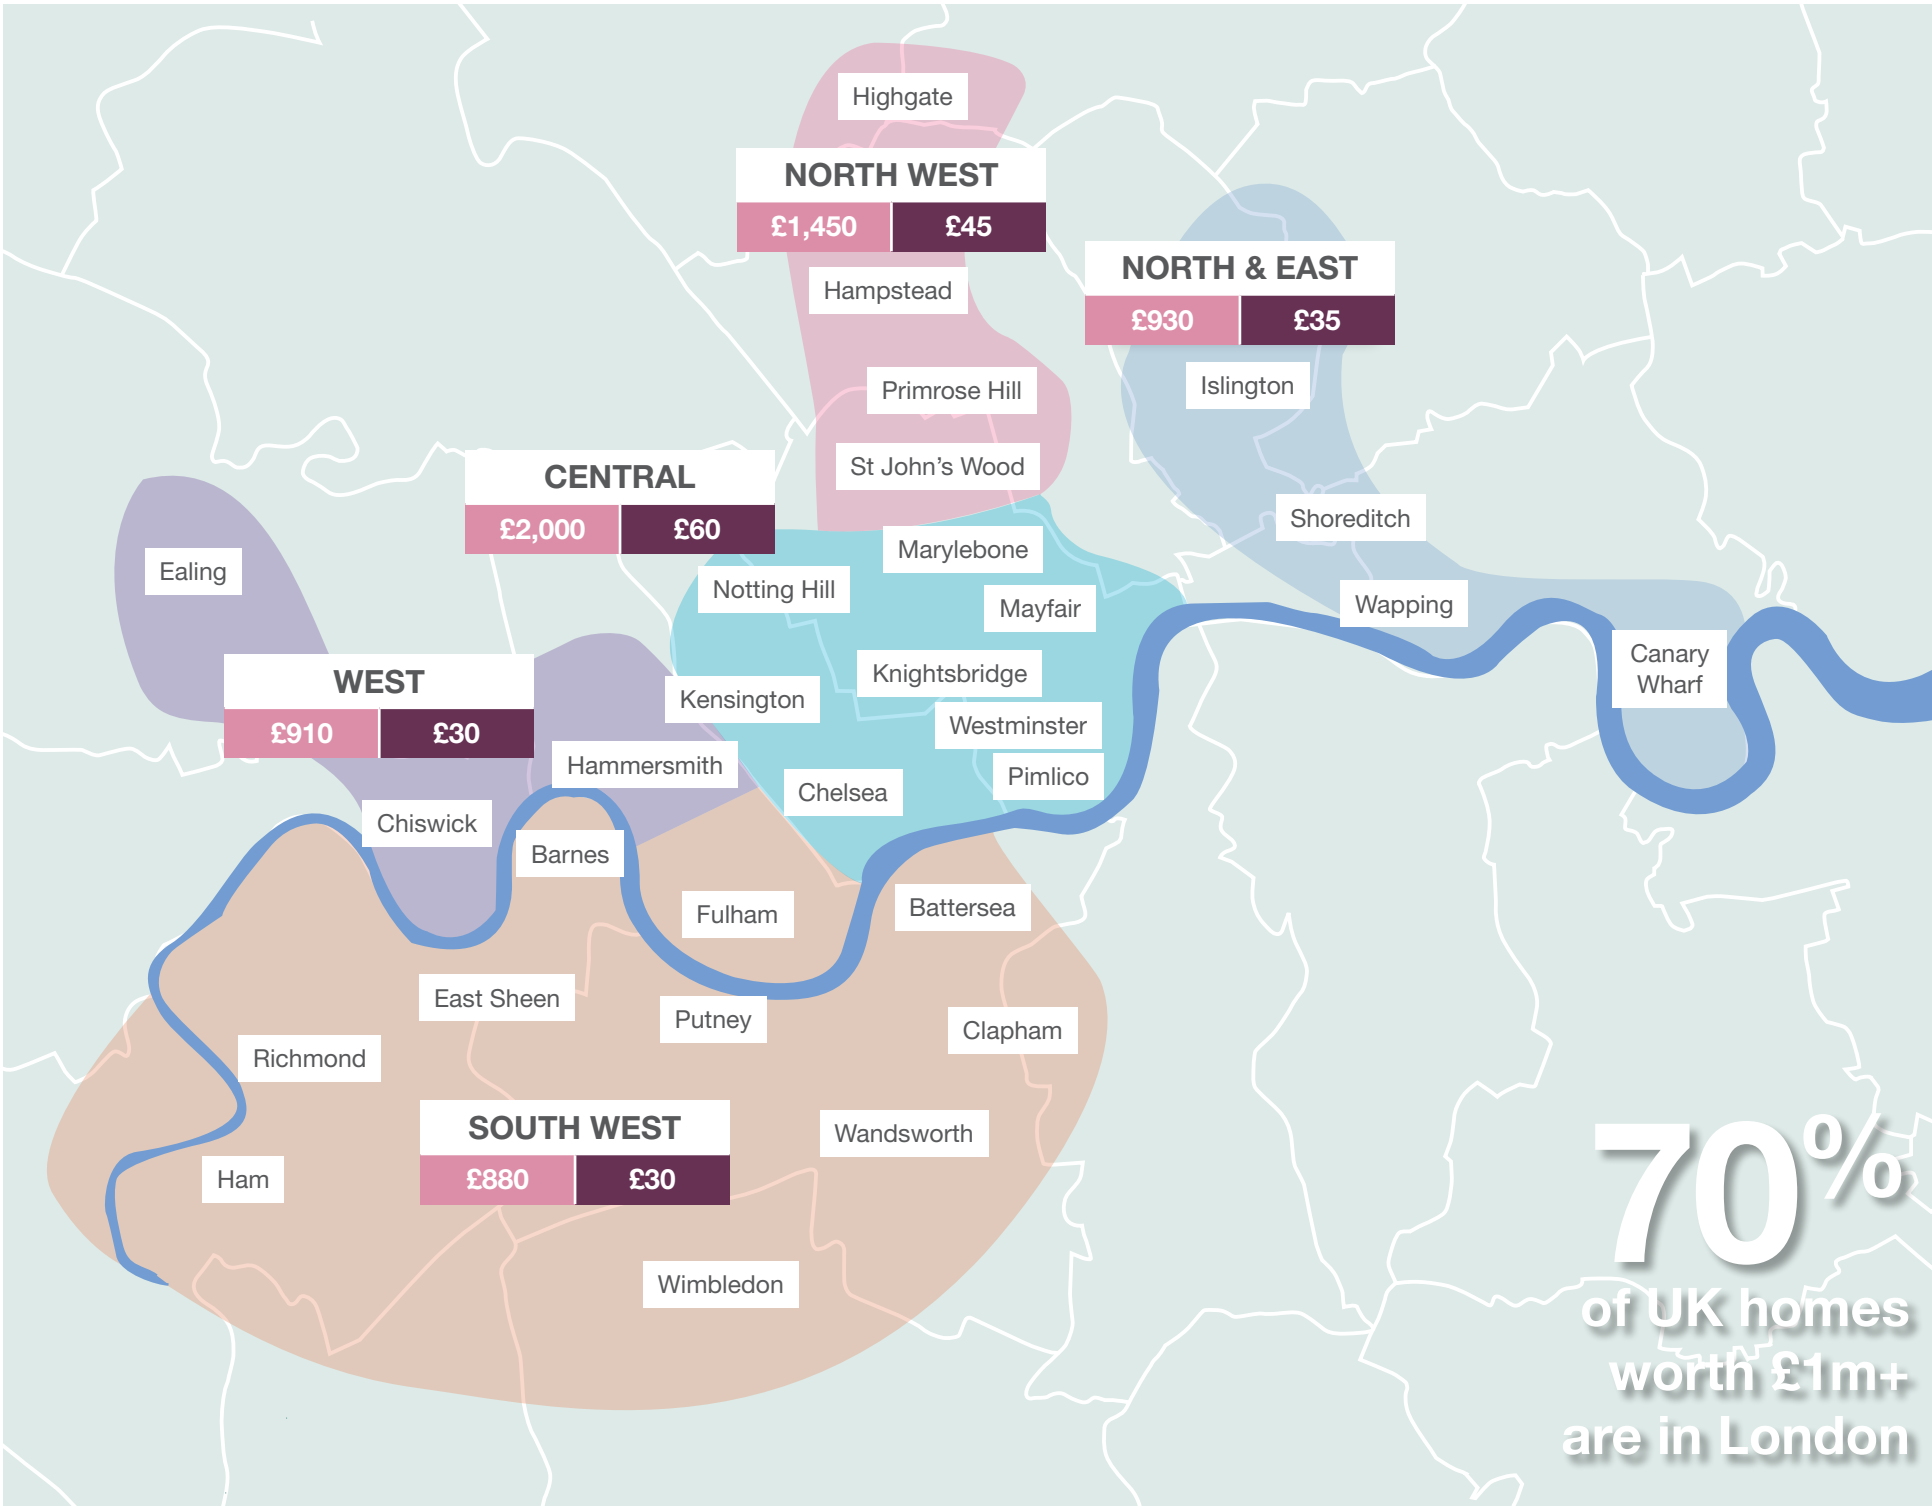 Highgate
NORTH WEST
£1,450 £45
Hampstead
NORTH & EAST
£930 £35
Primrose Hill
Islington
St John’s Wood
CENTRAL
£2,000 £60
Shoreditch
Marylebone
Ealing
Notting Hill
Mayfair
Wapping
Canary
Wharf
Knightsbridge
WEST
£910 £30
Kensington
Westminster
Hammersmith
Pimlico
Chelsea
Chiswick
Barnes
Fulham
Battersea
East Sheen
Putney
Clapham
Richmond
SOUTH WEST
£880 £30
Wandsworth
Ham
Wimbledon
70%
of UK homes
worth £1m+
are in London